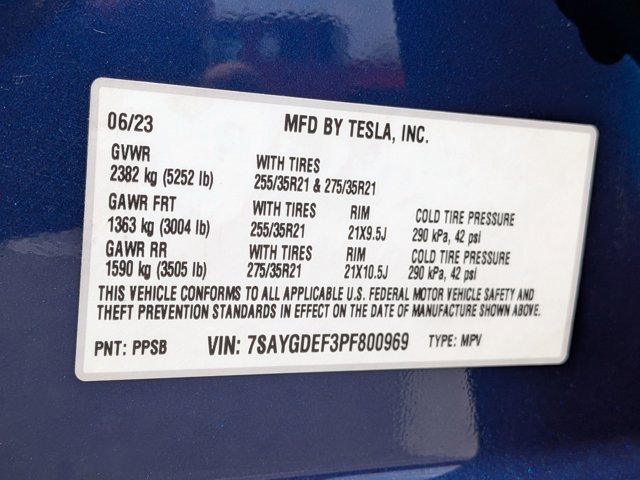 06/23 MFD BY TESLA, INC.
GVWR
2382 kg (5252 lb) WITH TIRES
255/35R21 & 275/35R21
GAWR FRT WITH TIRES RIM COLD TIRE PRESSURE
1363 kg (3004 lb) 255/35R21 21X9.5J 290 kPa, 42 psi
GAWR RR WITH TIRES RIM COLD TIRE PRESSURE
1590 kg (3505 lb) 275/35R21 21X10.5J 290 kPa, 42 psi
THIS VEHICLE CONFORMS TO ALL APPLICABLE U.S. FEDERAL MOTOR VEHICLE SAFETY AND
THEFT PREVENTION STANDARDS IN EFFECT ON THE DATE OF MANUFACTURE SHOWN ABOVE.
PNT: PPSB VIN: 7SAYGDEF3PF800969 TYPE: MPV